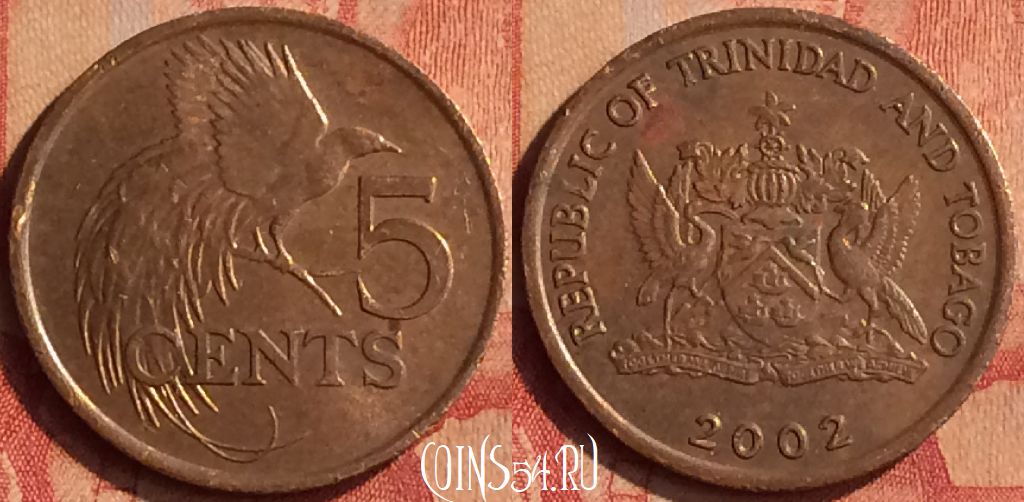 5
CENTS
REPUBLIC OF TRINIDAD AND TOBAGO
2002
COINS54.RU